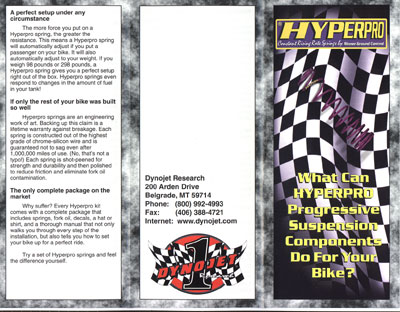 A perfect setup under any
circumstance
The more force you put on a
Hyperpro spring, the greater the
resistance. This means a Hyperpro spring
will automatically adjust if you put a
passenger on your bike. It will also
automatically adjust to your weight. If you
weigh 98 pounds or 298 pounds, a
Hyperpro spring gives you a perfect setup
right out of the box. Hyperpro springs even
respond to changes in the amount of fuel
in your tank!
If only the rest of your bike was built
so well
Hyperpro springs are an engineering
work of art. Backing up this claim is a
lifetime warranty against breakage. Each
spring is constructed out of the highest
grade of chrome-silicon wire and is
guaranteed not to sag even after
1,000,000 miles of use. (No, that's not a
typo!) Each spring is shot-peened for
strength and durability and then polished
to reduce friction and eliminate fork oil
contamination.
The only complete package on the
market
Why suffer? Every Hyperpro kit
comes with a complete package that
includes springs, fork oil, decals, a hat or
shirt, and a thorough manual that not only
walks you through every step of the
installation, but also tells you how to set
your bike up for a perfect ride.
Try a set of Hyperpro springs and feel
the difference yourself.
Dynojet Research
200 Arden Drive
Belgrade, MT 59714
Phone: (800) 992-4993
Fax: (406) 388-4721
Internet: www.dynojet.com
1
DYNOJET
HYPERPRO
Constant Rising Rate Springs by
What Can
HYPERPRO
Progressive
Suspension
Components
Do For Your
Bike?